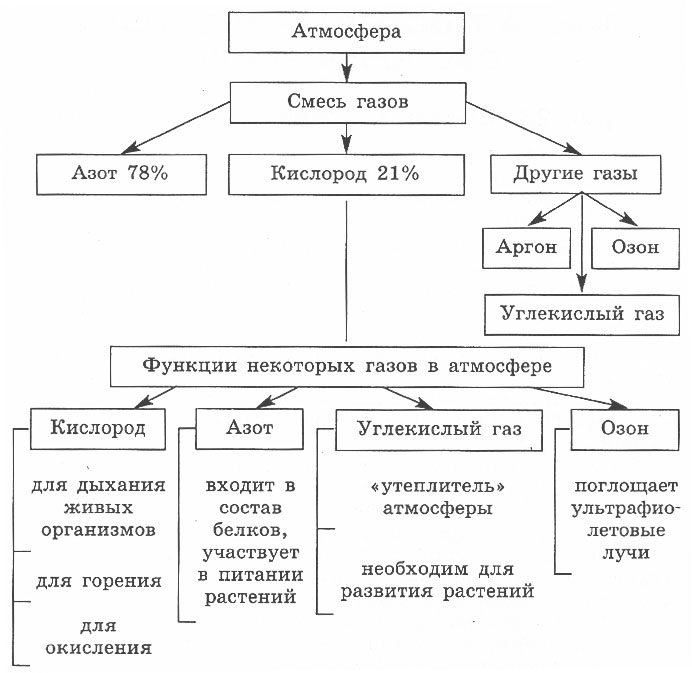 Атмосфера
Смесь газов
Азот 78%
Кислород 21%
Другие газы
Аргон
Озон
Углекислый газ
Функции некоторых газов в атмосфере
Кислород
для дыхания
живых
организмов
для горения
для
окисления
Азот
входит в
состав
белков,
участвует
в питании
растений
Углекислый газ
«утеплитель»
атмосферы
необходим для
развития растений
Озон
поглощает
ультрафио-
летовые
лучи